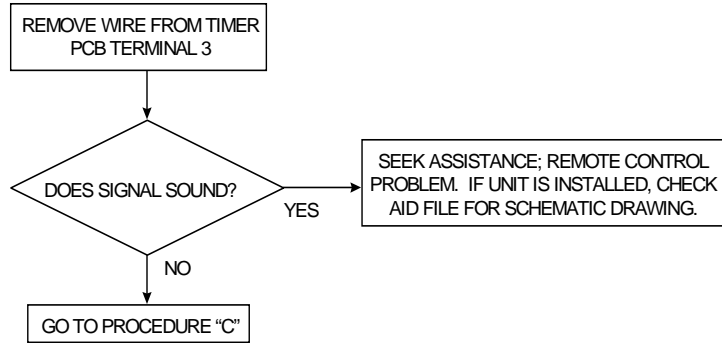 REMOVE WIRE FROM TIMER
PCB TERMINAL 3
DOES SIGNAL SOUND?
YES
SEEK ASSISTANCE; REMOTE CONTROL
PROBLEM. IF UNIT IS INSTALLED, CHECK
AID FILE FOR SCHEMATIC DRAWING.
NO
GO TO PROCEDURE “C”